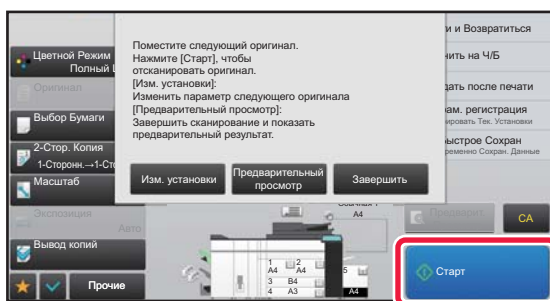 Цветной Режим
Полный
Оригинал
Выбор Бумаги
2-Стор. Копия
1-Сторонн.→1-Сто
Масштаб
Экспозиция
Авто
Вывод копий
Прочие
Поместите следующий оригинал.
Нажмите [Старт], чтобы
отсканировать оригинал.
[Изм. установки]:
Изменить параметр следующего оригинала
[Предварительный просмотр]:
Завершить сканирование и показать
предварительный результат.
Изм. установки
Предварительный
просмотр
Завершить
A4
1 2
A4 A4
5
3 B4
4 A3
A4
и и Возвратиться
нить на Ч/Б
дать после печати
ам. регистрация
ировать Тек. Установки
ыстрое Сохран
ременно Сохран. Данные
Предварит.
CA
Старт